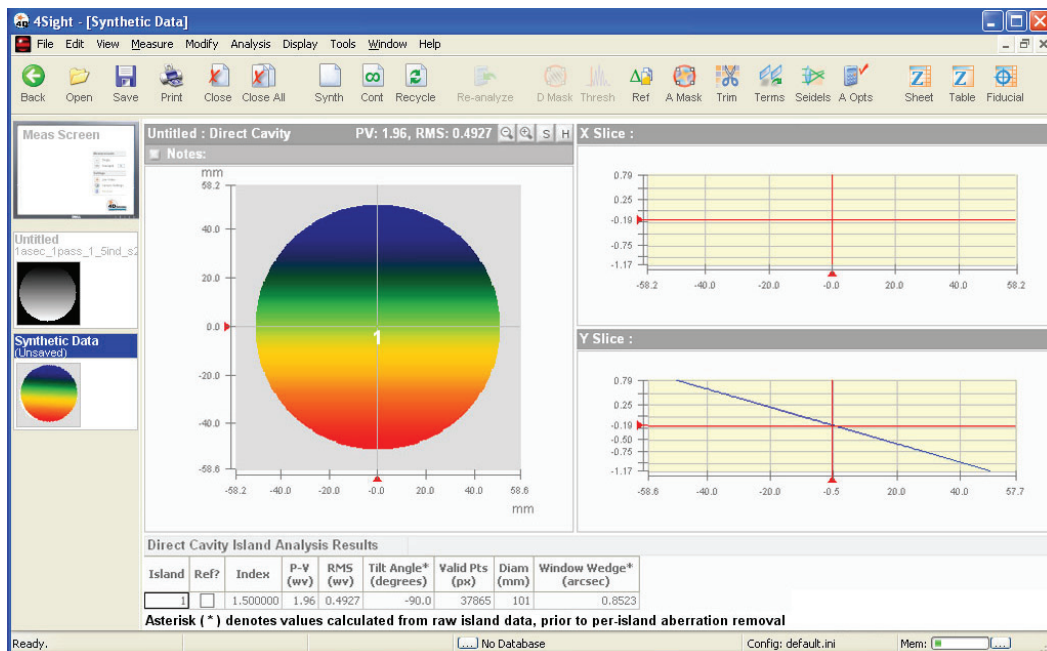 4Sight - [Synthetic Data]
File Edit View Measure Modify Analysis Display Tools Window Help
Back Open Save Print Close Close All Synth Cont Recycle Re-analyze D Mask Thresh Ref A Mask Trim Terms Seidels A Opts Sheet Table Fiducial
Meas Screen
Untitled
1asec_1pass_1_5ind_s2
Synthetic Data
(Unsaved)
Untitled : Direct Cavity PV: 1.96, RMS: 0.4927 S H
Notes:
mm
58.2
40.0
20.0
0.0
-20.0
-40.0
-58.6
1
-58.2 -40.0 -20.0 -0.0 20.0 40.0 58.6
mm
X Slice :
0.79
0.25
-0.19
-0.75
-1.17
-58.2 -40.0 -20.0 -0.0 20.0 40.0 58.2
Y Slice :
0.79
0.25
-0.19
-0.50
-0.75
-1.17
-58.6 -40.0 -20.0 -0.5 20.0 40.0 57.7
Direct Cavity Island Analysis Results
Island Ref? Index P-V (wv) RMS (wv) Tilt Angle* (degrees) Valid Pts (px) Diam (mm) Window Wedge* (arcsec)
1 1.500000 1.96 0.4927 -90.0 37865 101 0.8523
Asterisk (*) denotes values calculated from raw island data, prior to per-island aberration removal
Ready. (...) No Database Config: default.ini Mem: (...)